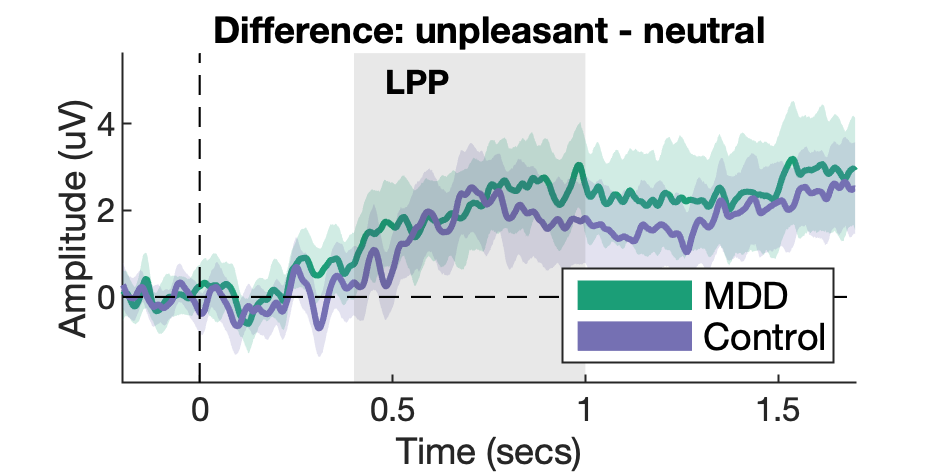 Difference: unpleasant - neutral
LPP
4
2
0
Amplitude (uV)
MDD
Control
0 0.5 1 1.5
Time (secs)